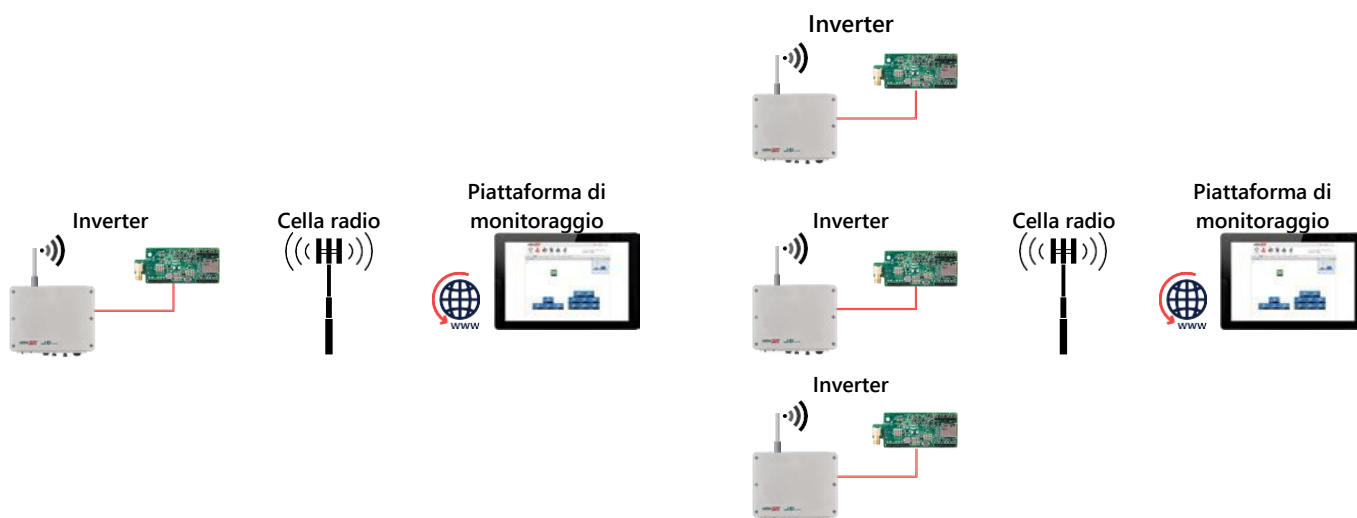 Inverter
Cella radio
Piattaforma di
monitoraggio
www
Inverter
Inverter
Cella radio
Piattaforma di
monitoraggio
www
Inverter